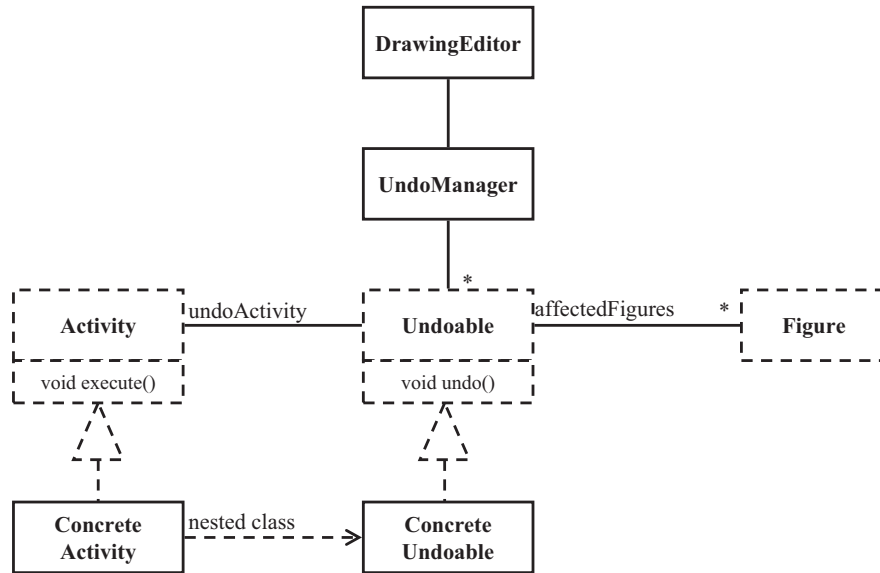 DrawingEditor
UndoManager
*
Activity
undoActivity
Undoable
affectedFigures
*
Figure
void execute()
void undo()
Concrete
Activity
nested class
Concrete
Undoable